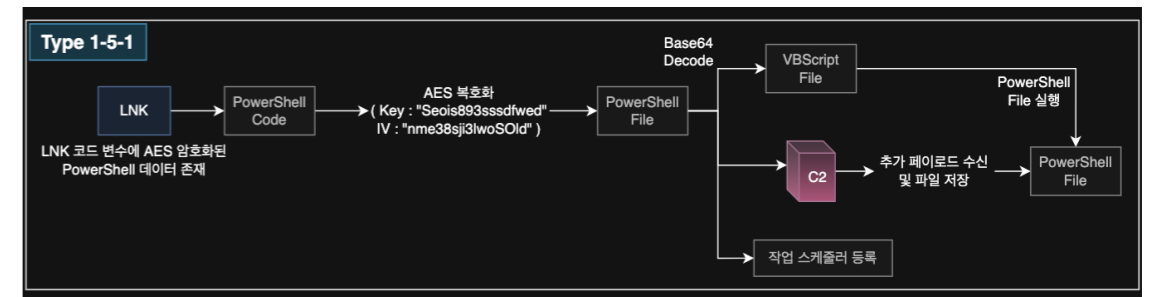 Type 1-5-1
LNK
LNK 코드 변수에 AES 암호화된
PowerShell 데이터 존재
PowerShell
Code
AES 복호화
( Key : "Seois893sssdfwed"
IV : "nme38sji3lwoSOld" )
PowerShell
File
Base64
Decode
VBScript
File
PowerShell
File 실행
C2
추가 페이로드 수신
및 파일 저장
PowerShell
File
작업 스케줄러 등록